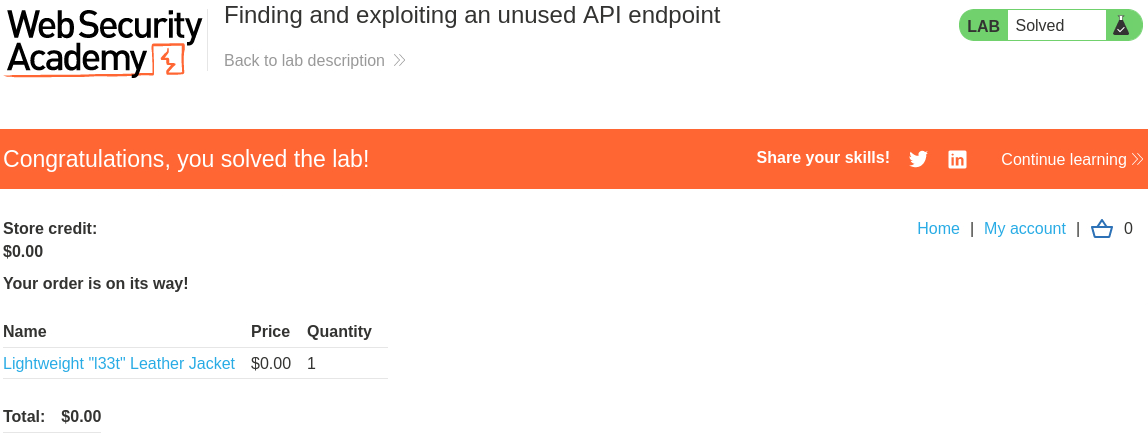 Web Security
Academy
Finding and exploiting an unused API endpoint
Back to lab description
LAB Solved
Congratulations, you solved the lab!
Share your skills!
Continue learning
Store credit:
$0.00
Home | My account | 0
Your order is on its way!
Name Price Quantity
Lightweight "l33t" Leather Jacket $0.00 1
Total: $0.00